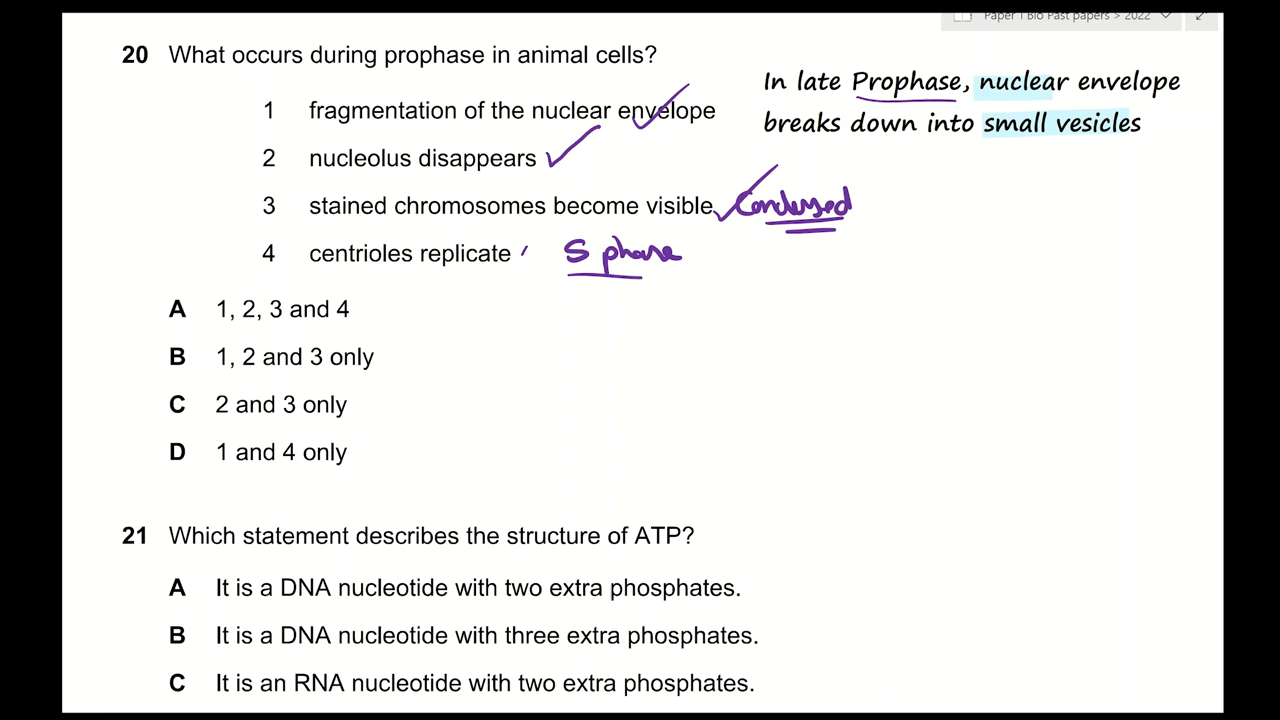 Paper 1 Bio Past papers > 2022
20 What occurs during prophase in animal cells?
In late Prophase, nuclear envelope
breaks down into small vesicles
1 fragmentation of the nuclear envelope
2 nucleolus disappears
3 stained chromosomes become visible Condensed
4 centrioles replicate S phase
A 1, 2, 3 and 4
B 1, 2 and 3 only
C 2 and 3 only
D 1 and 4 only
21 Which statement describes the structure of ATP?
A It is a DNA nucleotide with two extra phosphates.
B It is a DNA nucleotide with three extra phosphates.
C It is an RNA nucleotide with two extra phosphates.